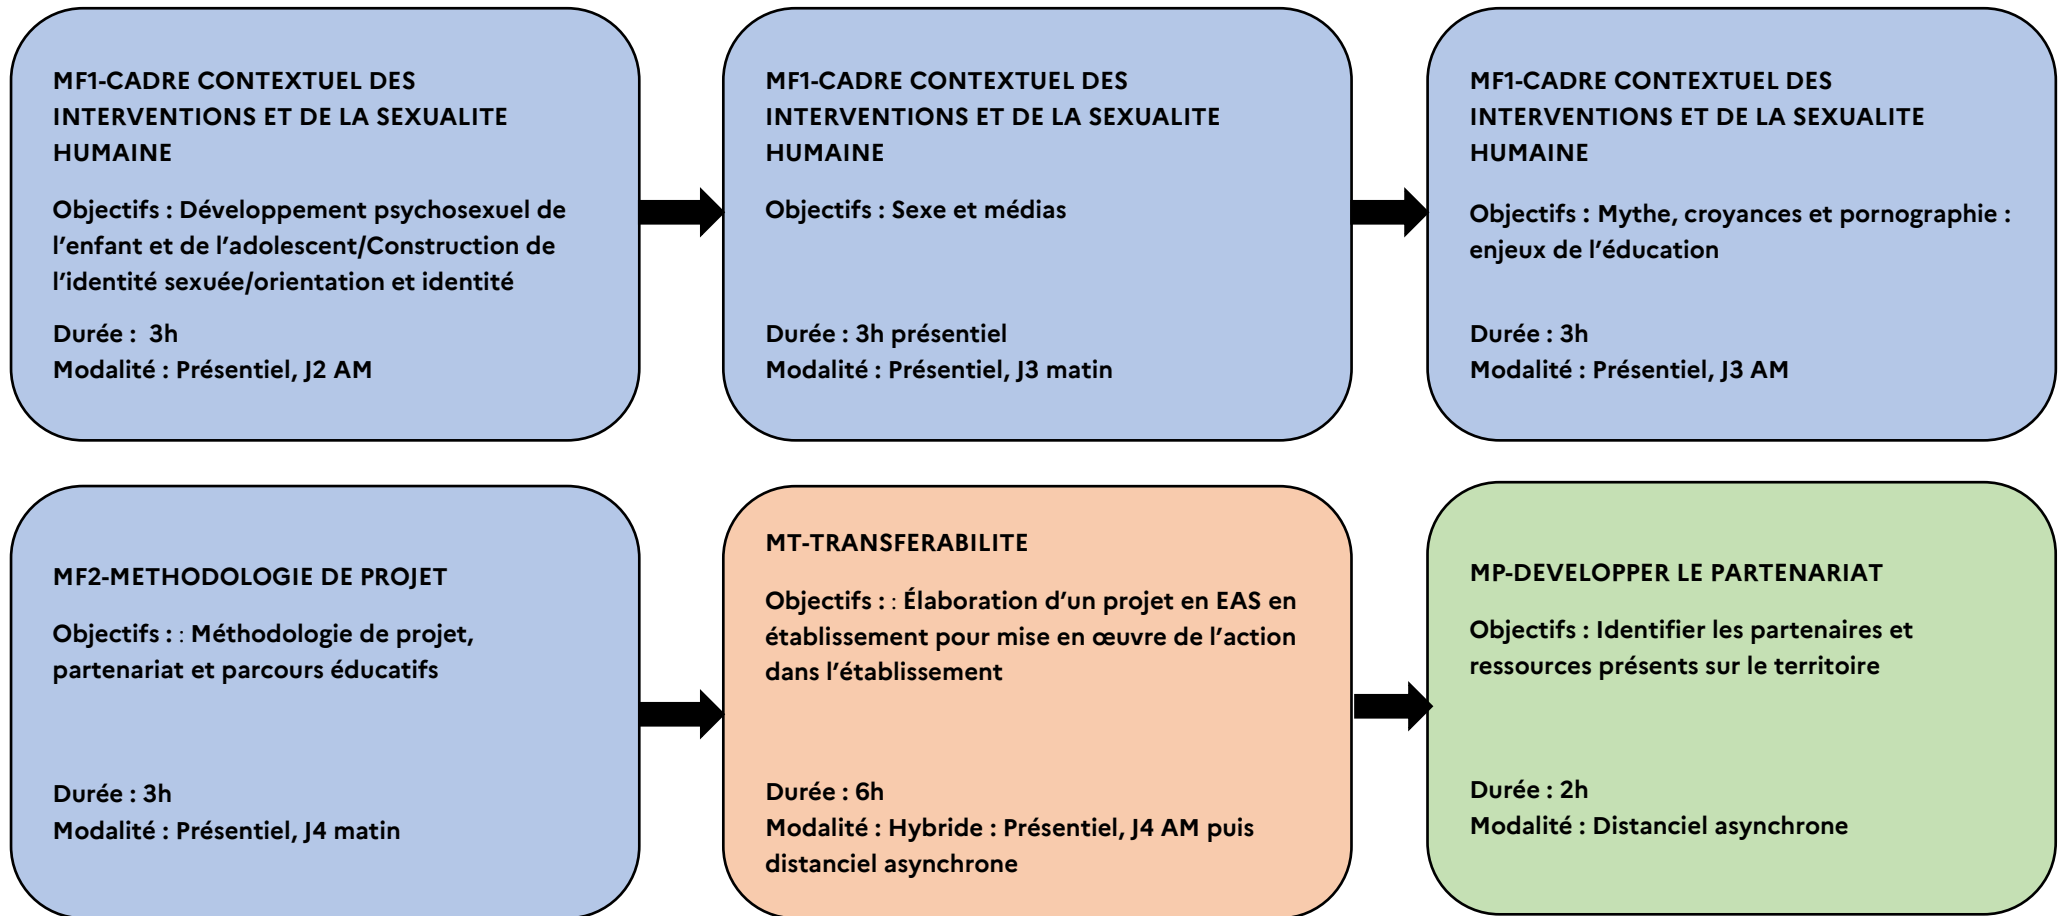 MF1-CADRE CONTEXTUEL DES
INTERVENTIONS ET DE LA SEXUALITE
HUMAINE
Objectifs : Développement psychosexuel de
l’enfant et de l’adolescent/Construction de
l’identité sexuée/orientation et identité
Durée : 3h
Modalité : Présentiel, J2 AM
MF1-CADRE CONTEXTUEL DES
INTERVENTIONS ET DE LA SEXUALITE
HUMAINE
Objectifs : Sexe et médias
Durée : 3h présentiel
Modalité : Présentiel, J3 matin
MF1-CADRE CONTEXTUEL DES
INTERVENTIONS ET DE LA SEXUALITE
HUMAINE
Objectifs : Mythe, croyances et pornographie :
enjeux de l’éducation
Durée : 3h
Modalité : Présentiel, J3 AM
MF2-METHODOLOGIE DE PROJET
Objectifs : : Méthodologie de projet,
partenariat et parcours éducatifs
Durée : 3h
Modalité : Présentiel, J4 matin
MT-TRANSFERABILITE
Objectifs : : Élaboration d’un projet en EAS en
établissement pour mise en œuvre de l’action
dans l’établissement
Durée : 6h
Modalité : Hybride : Présentiel, J4 AM puis
distanciel asynchrone
MP-DEVELOPPER LE PARTENARIAT
Objectifs : Identifier les partenaires et
ressources présents sur le territoire
Durée : 2h
Modalité : Distanciel asynchrone